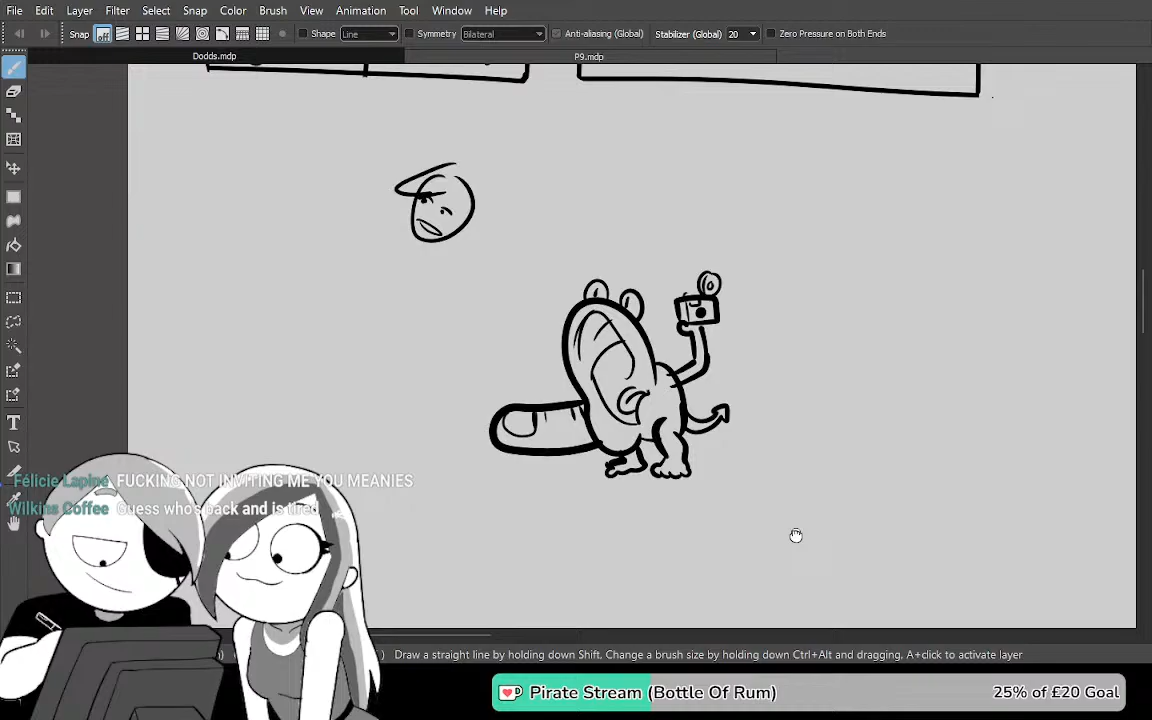 File Edit Layer Filter Select Snap Color Brush View Animation Tool Window Help
Snap off Shape Line Symmetry Bilateral Anti-aliasing (Global) Stabilizer (Global) 20 Zero Pressure on Both Ends
Dodds.mdp P9.mdp
Félicie Lapine FUCKING NOT INVITING ME YOU MEANIES
Wilkins Coffee Guess who's back and is tired
) Draw a straight line by holding down Shift, Change a brush size by holding down Ctrl+Alt and dragging, A+click to activate layer
Pirate Stream (Bottle Of Rum) 25% of £20 Goal